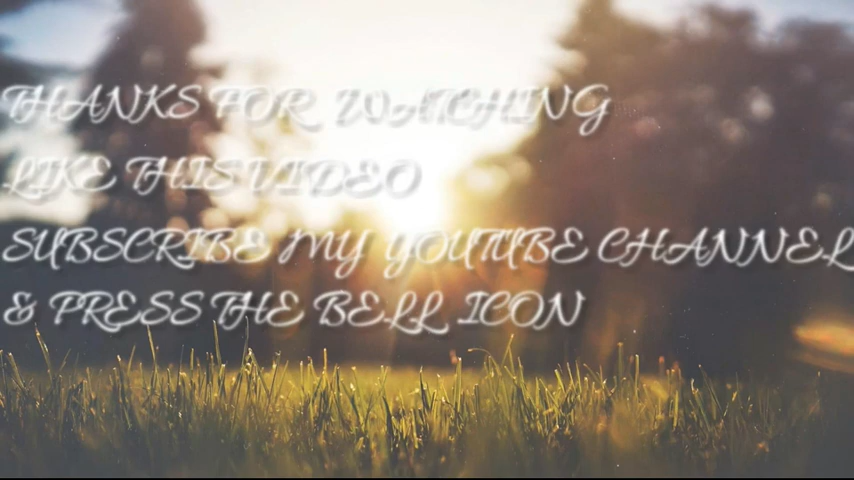 THANKS FOR WATCHING
LIKE THIS VIDEO
SUBSCRIBE MY YOUTUBE CHANNEL
& PRESS THE BELL ICON